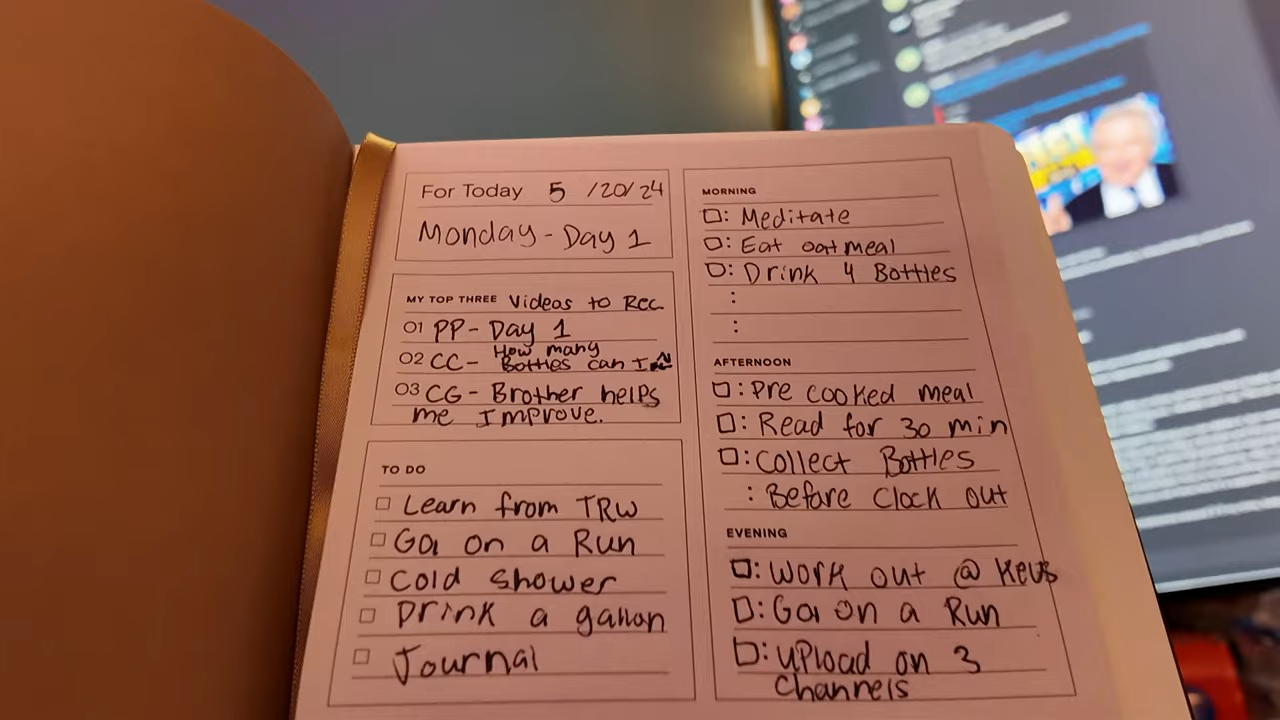 For Today 5 /20/24
Monday - Day 1
MY TOP THREE Videos to Rec
01 PP - Day 1
02 CC - How many
Bottles can I
03 CG - Brother helps
me Improve.
TO DO
Learn from TRW
Go on a Run
Cold Shower
Drink a gallon
Journal
MORNING
: Meditate
: Eat oatmeal
: Drink 4 Bottles
:
:
AFTERNOON
: Pre cooked meal
: Read for 30 min
: Collect Bottles
: Before Clock out
EVENING
: Work out @ Kevs
: Go on a Run
: Upload on 3
Channels